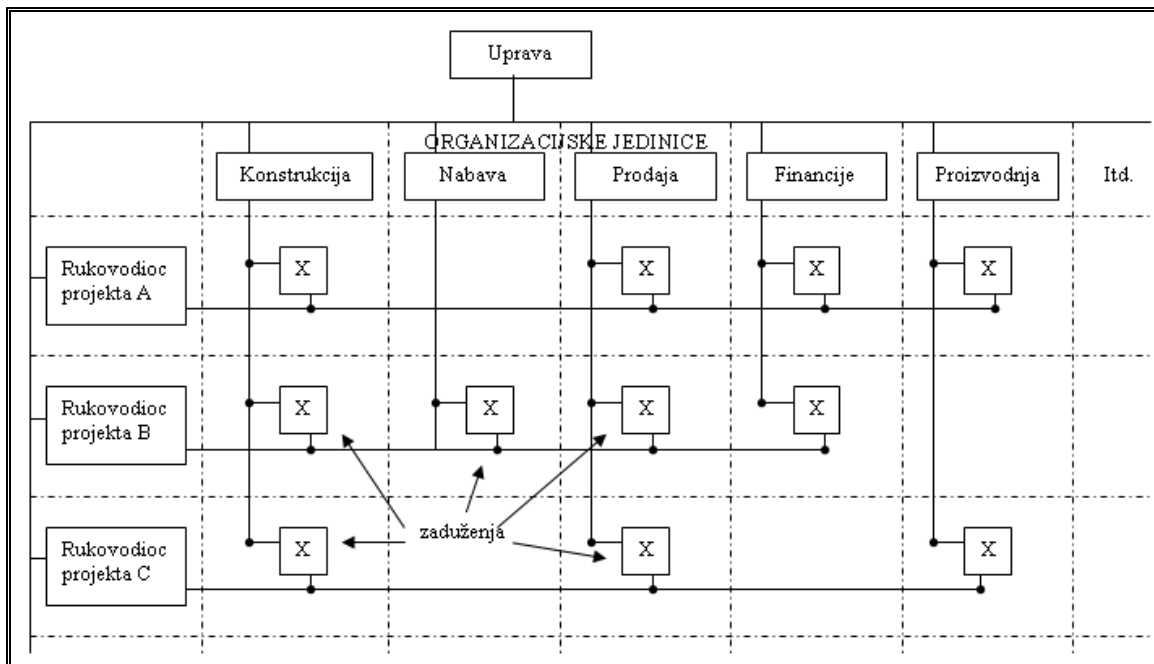 Uprava
ORGANIZACIJSKE JEDINICE
Konstrukcija
Nabava
Prodaja
Financije
Proizvodnja
Itd.
Rukovodioc
projekta A
X
X
X
X
Rukovodioc
projekta B
X
X
X
X
zaduženja
Rukovodioc
projekta C
X
X
X